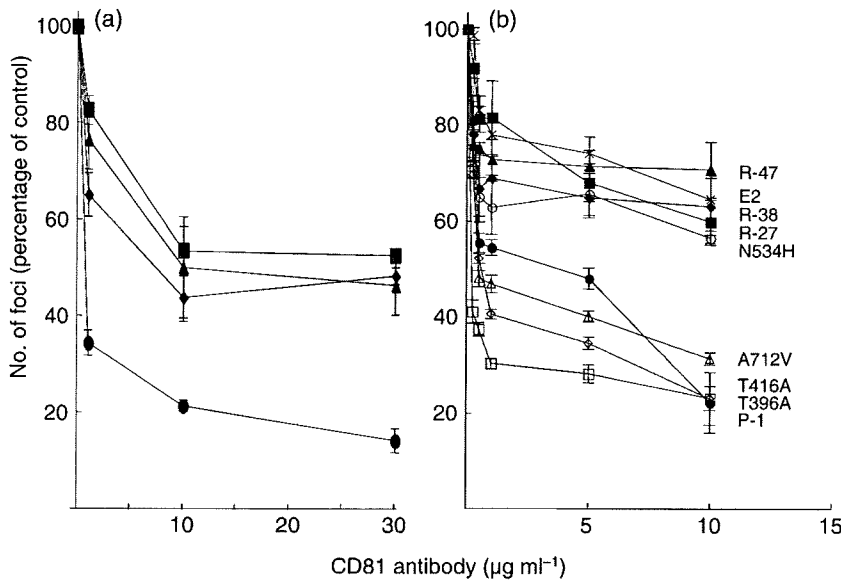 (a)
(b)
No. of foci (percentage of control)
100
80
60
40
20
10
20
30
100
80
60
40
20
5
10
15
R-47
E2
R-38
R-27
N534H
A712V
T416A
T396A
P-1
CD81 antibody (µg ml⁻¹)